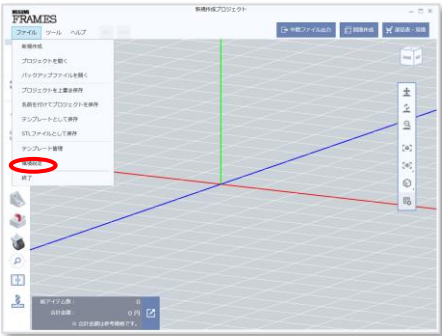 新規作成プロジェクト
MISUMI
FRAMES
ファイル ツール ヘルプ
中間ファイル出力 図面作成 部品表・見積
新規作成
プロジェクトを開く
バックアップファイルを開く
プロジェクトを上書き保存
名前を付けてプロジェクトを保存
テンプレートとして保存
STLファイルとして保存
テンプレート管理
環境設定
終了
総アイテム数： 0
合計金額： 0 円
※ 合計金額は参考価格です。